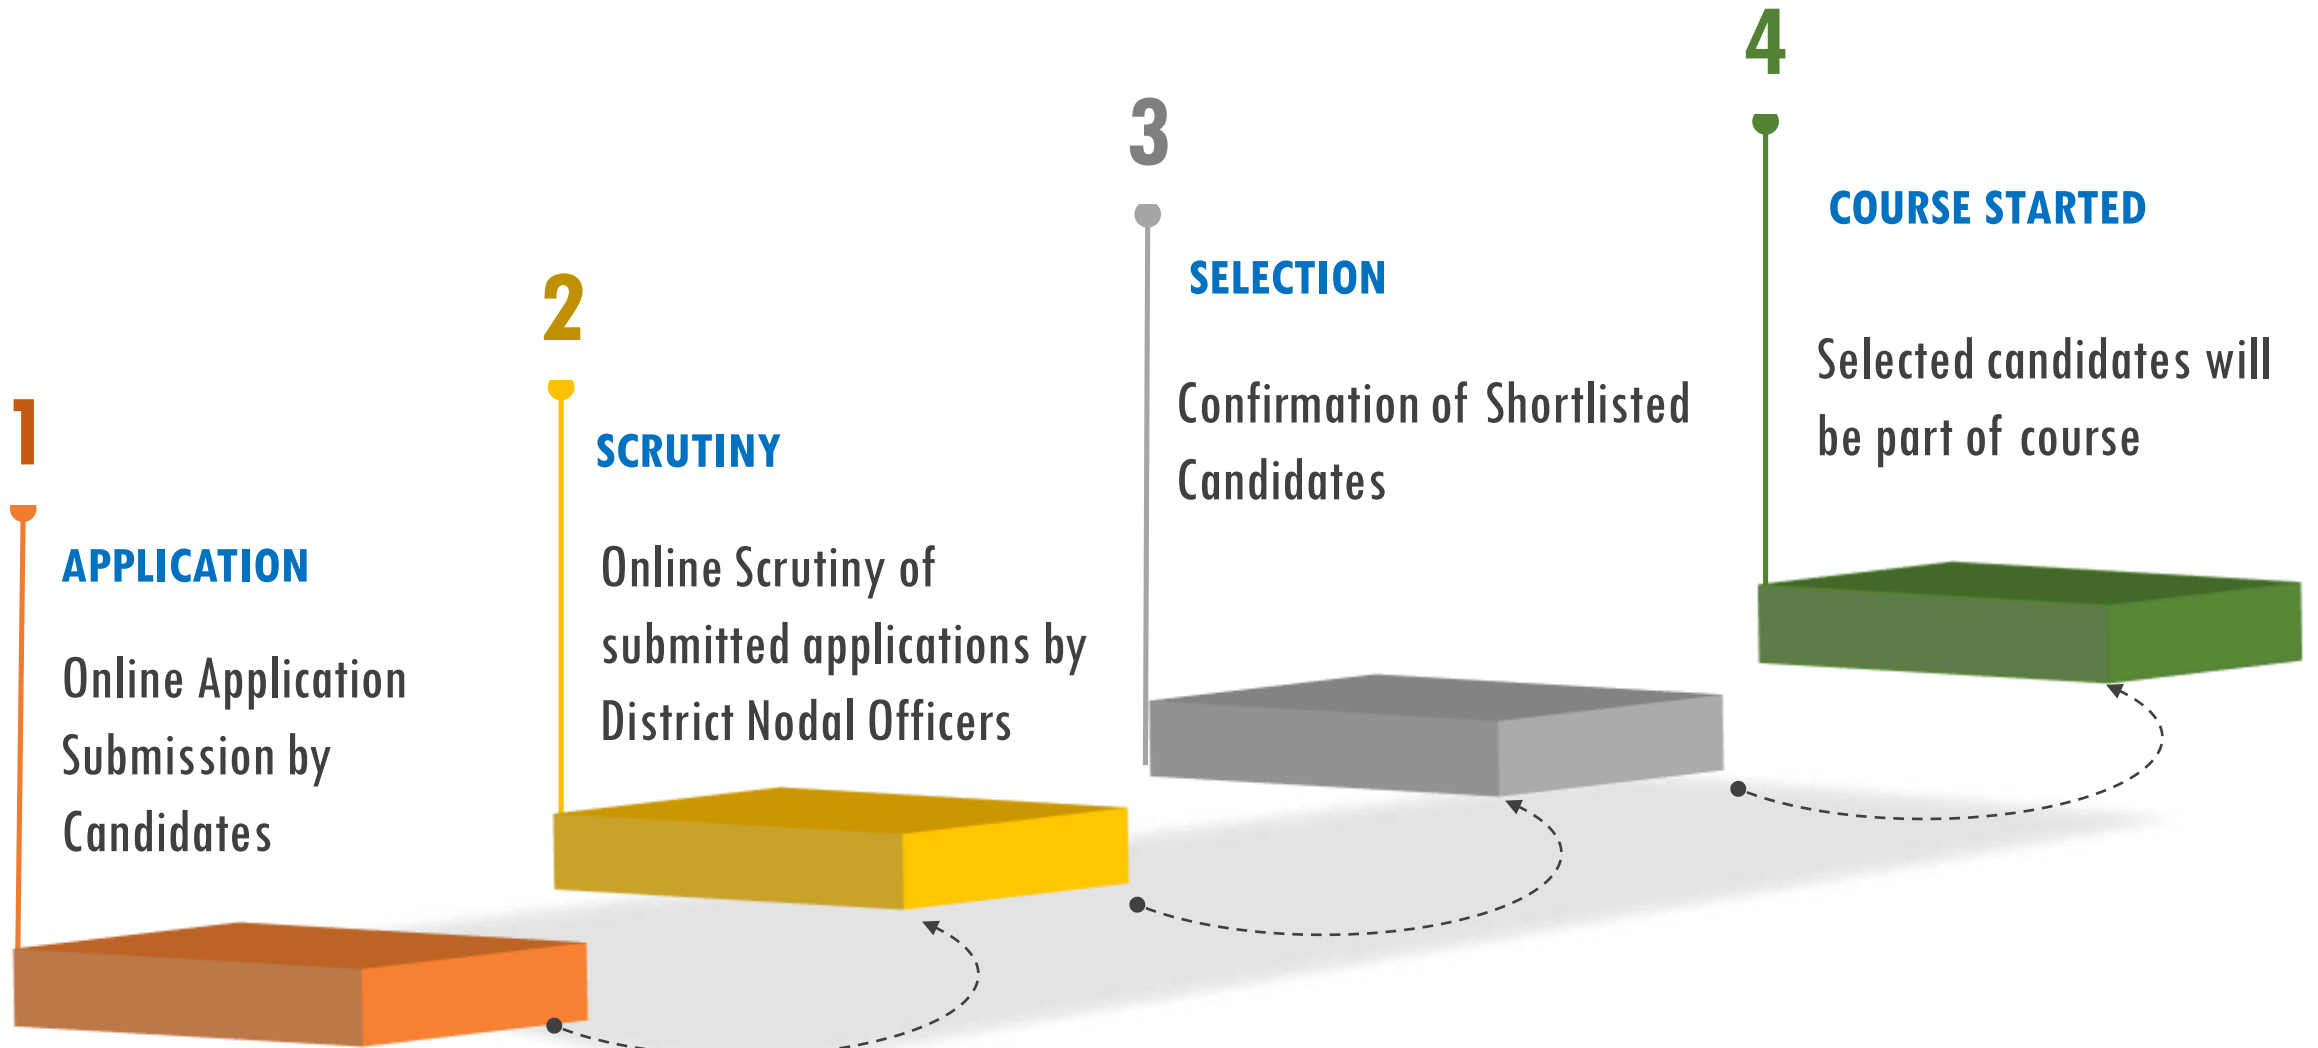 1
APPLICATION
Online Application
Submission by
Candidates
2
SCRUTINY
Online Scrutiny of
submitted applications by
District Nodal Officers
3
SELECTION
Confirmation of Shortlisted
Candidates
4
COURSE STARTED
Selected candidates will
be part of course